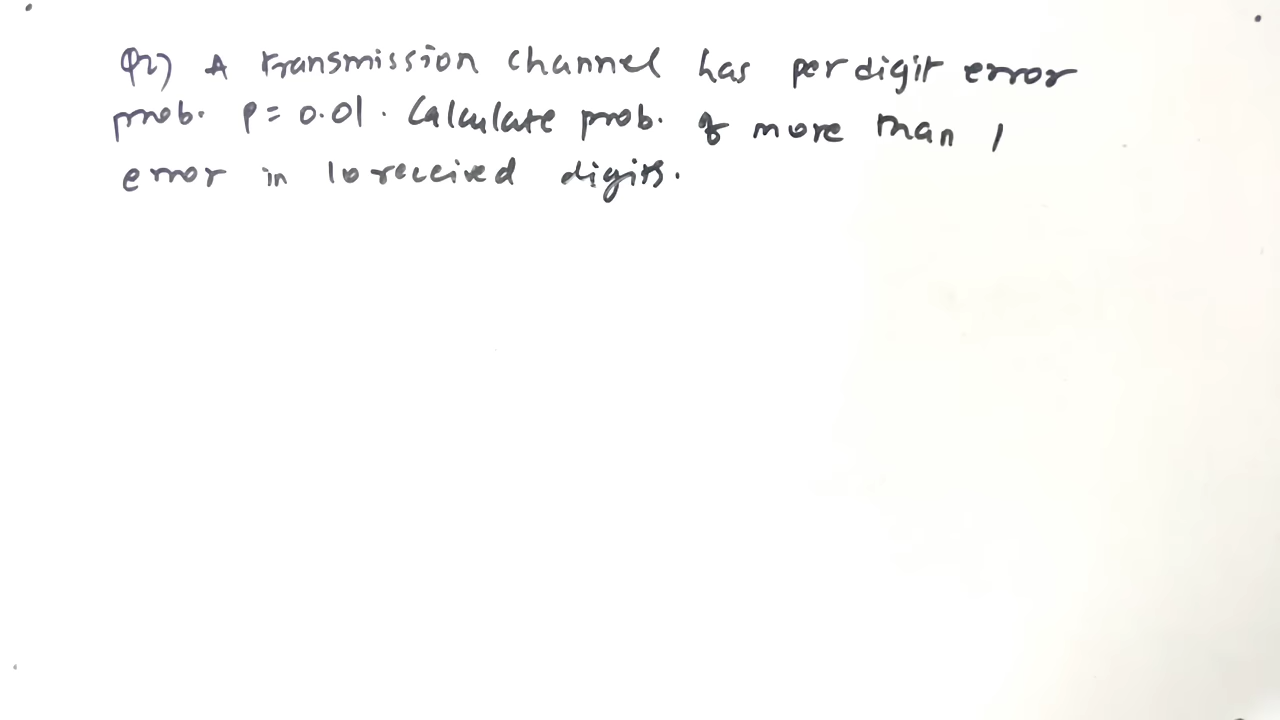 Q2) A transmission channel has per digit error
prob. p = 0.01. Calculate prob. of more than 1
error in 10 received digits.